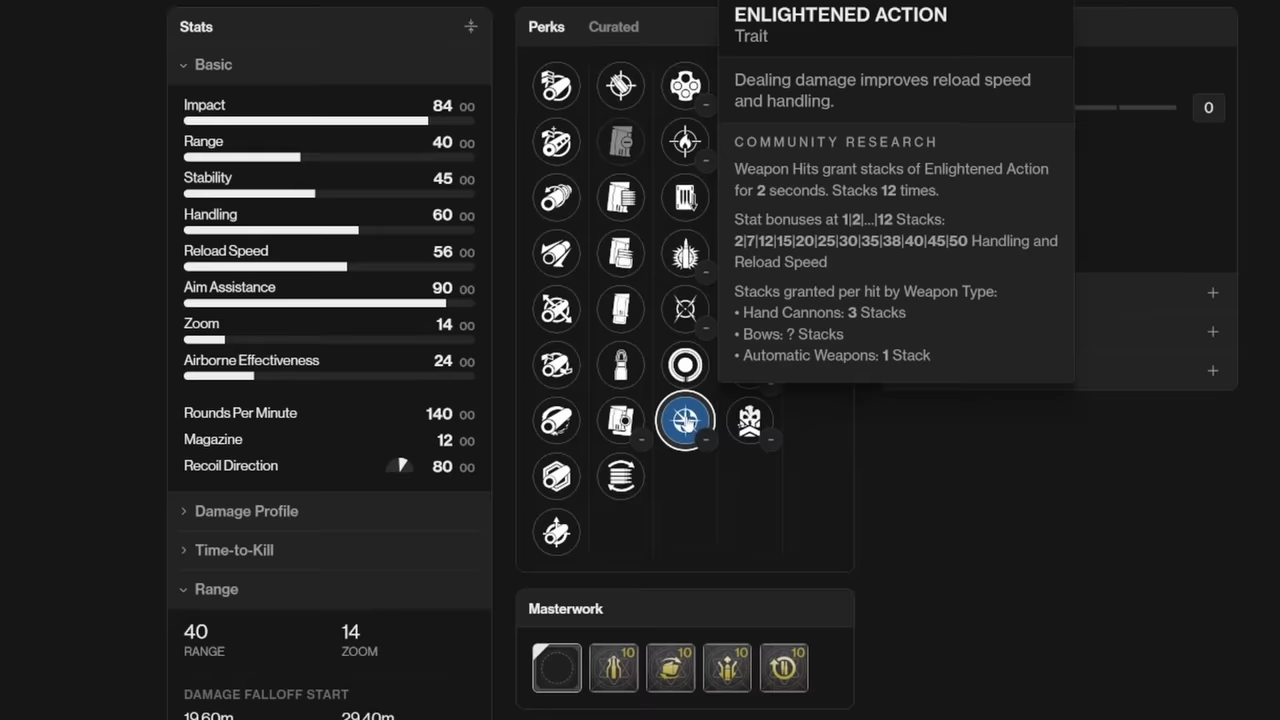 Stats
Basic
Impact 84 00
Range 40 00
Stability 45 00
Handling 60 00
Reload Speed 56 00
Aim Assistance 90 00
Zoom 14 00
Airborne Effectiveness 24 00
Rounds Per Minute 140 00
Magazine 12 00
Recoil Direction 80 00
Damage Profile
Time-to-Kill
Range
40 14
RANGE ZOOM
DAMAGE FALLOFF START
19.60m 29.40m
Perks Curated
ENLIGHTENED ACTION
Trait
Dealing damage improves reload speed
and handling.
COMMUNITY RESEARCH
Weapon Hits grant stacks of Enlightened Action
for 2 seconds. Stacks 12 times.
Stat bonuses at 1|2|...|12 Stacks:
2|7|12|15|20|25|30|35|38|40|45|50 Handling and
Reload Speed
Stacks granted per hit by Weapon Type:
• Hand Cannons: 3 Stacks
• Bows: ? Stacks
• Automatic Weapons: 1 Stack
0
Masterwork
10 10 10 10